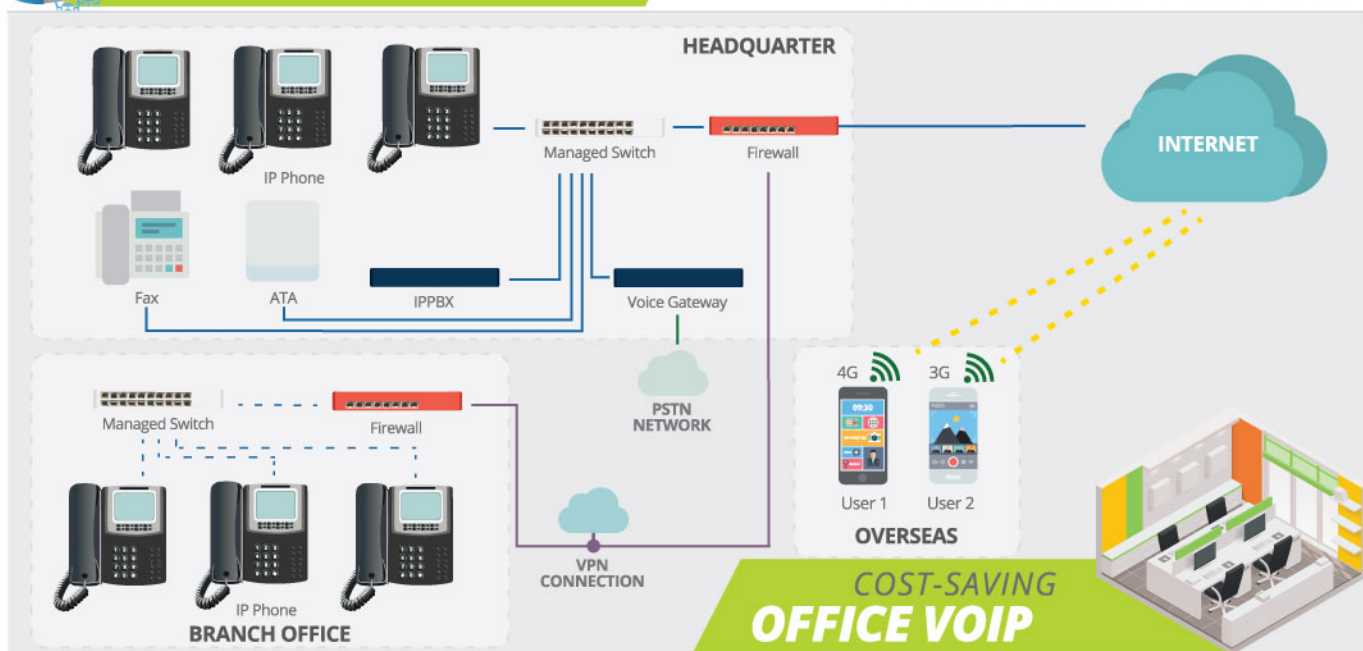 HEADQUARTER
Managed Switch
Firewall
INTERNET
IP Phone
Fax
ATA
IPPBX
Voice Gateway
4G
3G
PSTN
NETWORK
09:30
Managed Switch
Firewall
User 1
User 2
OVERSEAS
VPN
CONNECTION
IP Phone
BRANCH OFFICE
COST-SAVING
OFFICE VOIP